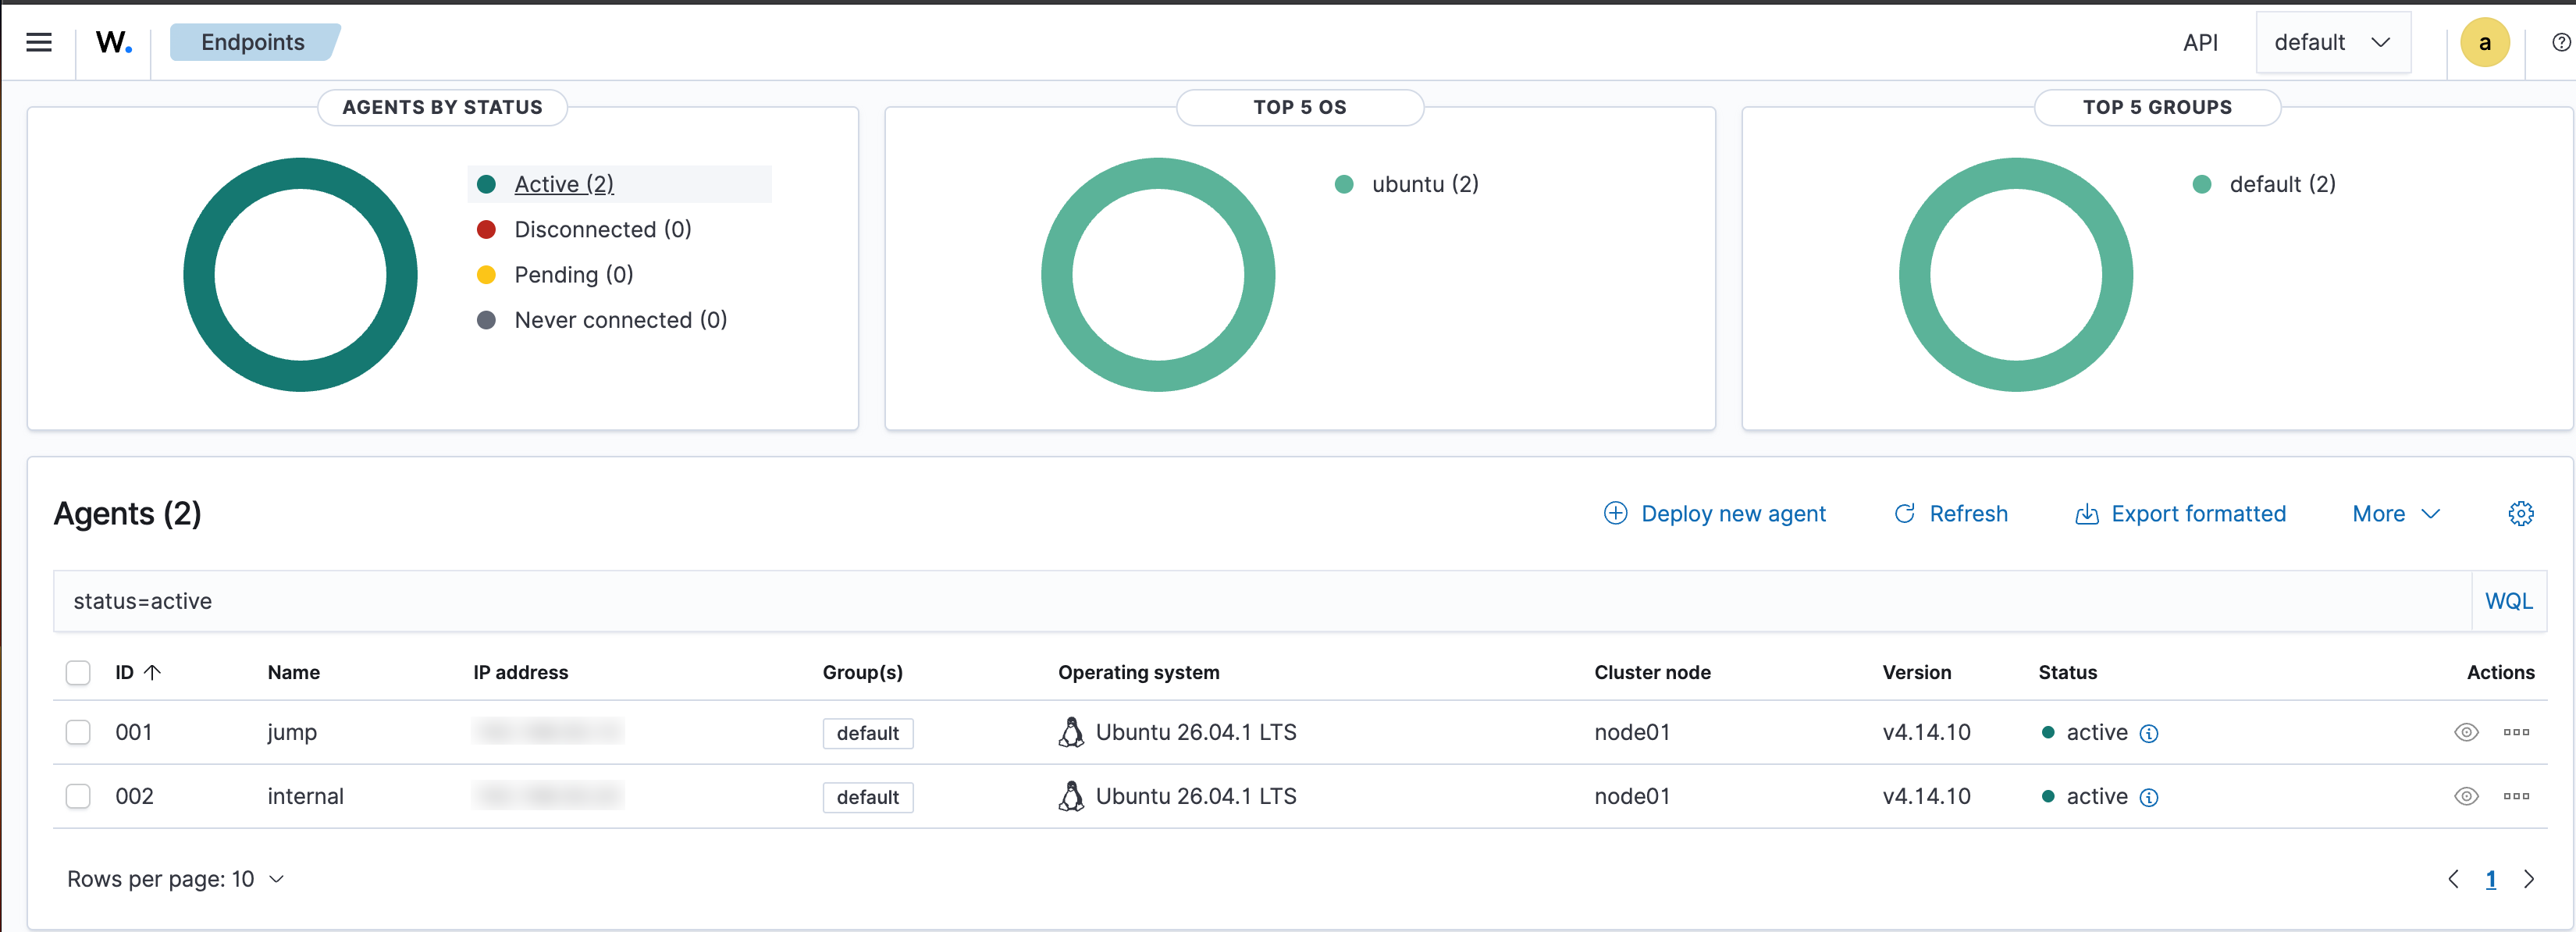 W. Endpoints API default a
AGENTS BY STATUS TOP 5 OS TOP 5 GROUPS
Active (2) ubuntu (2) default (2)
Disconnected (0)
Pending (0)
Never connected (0)
Agents (2) Deploy new agent Refresh Export formatted More
status=active WQL
ID Name IP address Group(s) Operating system Cluster node Version Status Actions
001 jump default Ubuntu 26.04.1 LTS node01 v4.14.10 active
002 internal default Ubuntu 26.04.1 LTS node01 v4.14.10 active
Rows per page: 10 1